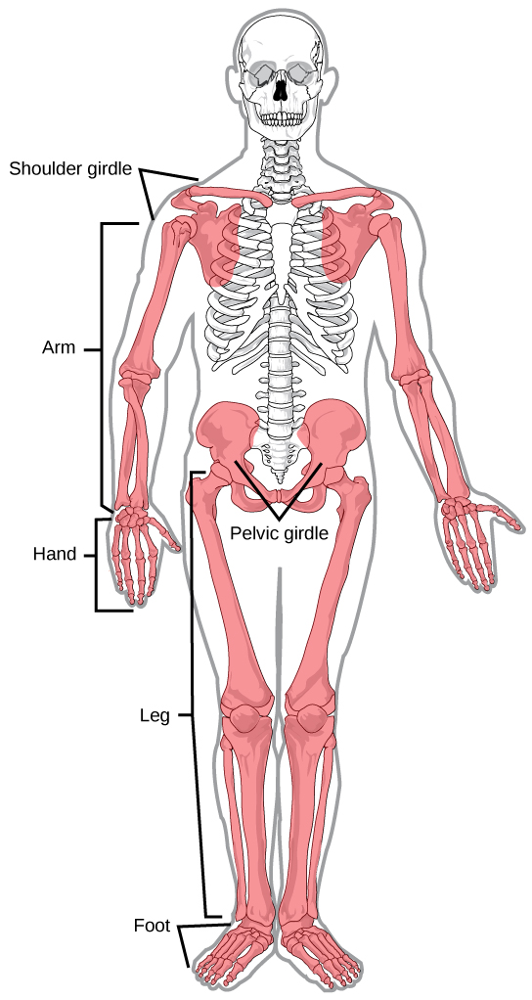 Shoulder girdle
Arm
Pelvic girdle
Hand
Leg
Foot